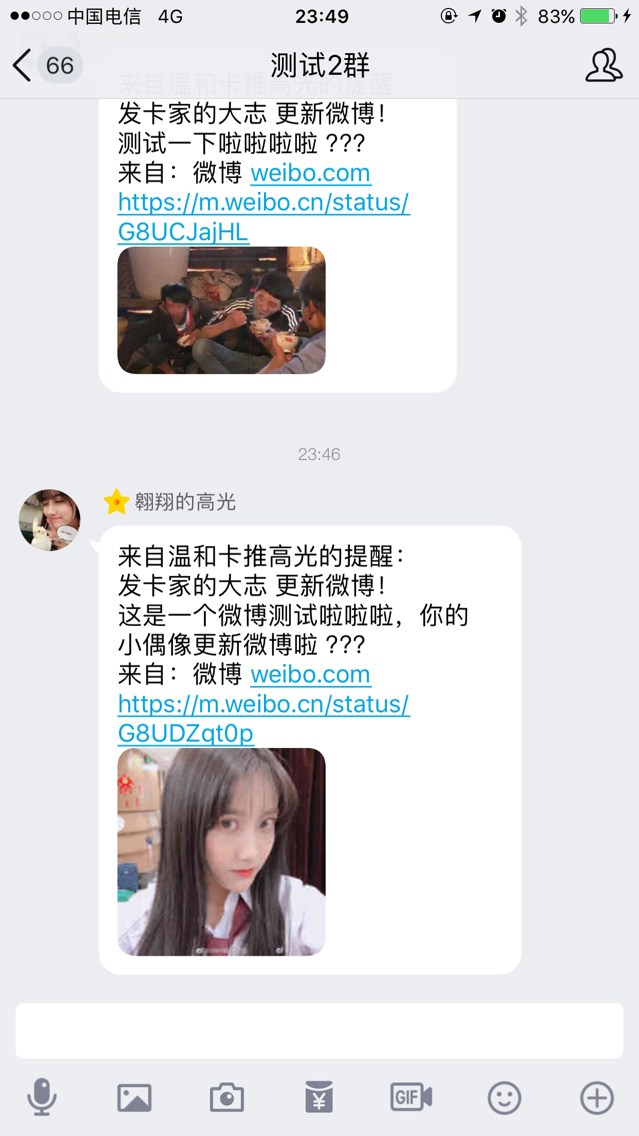 中国电信 4G 23:49 83%
66 测试2群
来自温和卡推高光的提醒：
发卡家的大志 更新微博！
测试一下啦啦啦啦 ???
来自：微博 weibo.com
https://m.weibo.cn/status/
G8UCJajHL
23:46
翱翔的高光
来自温和卡推高光的提醒：
发卡家的大志 更新微博！
这是一个微博测试啦啦啦，你的
小偶像更新微博啦 ???
来自：微博 weibo.com
https://m.weibo.cn/status/
G8UDZqt0p
¥ GIF